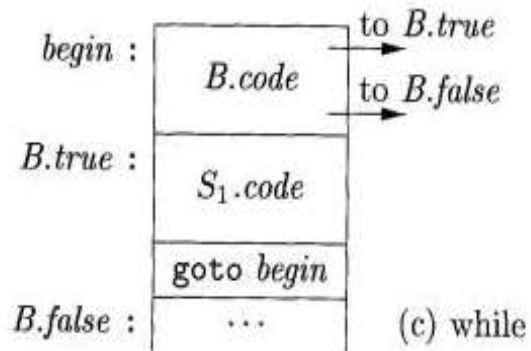 to B.true
begin :
B.code
to B.false
B.true :
S₁.code
goto begin
B.false : ··· (c) while